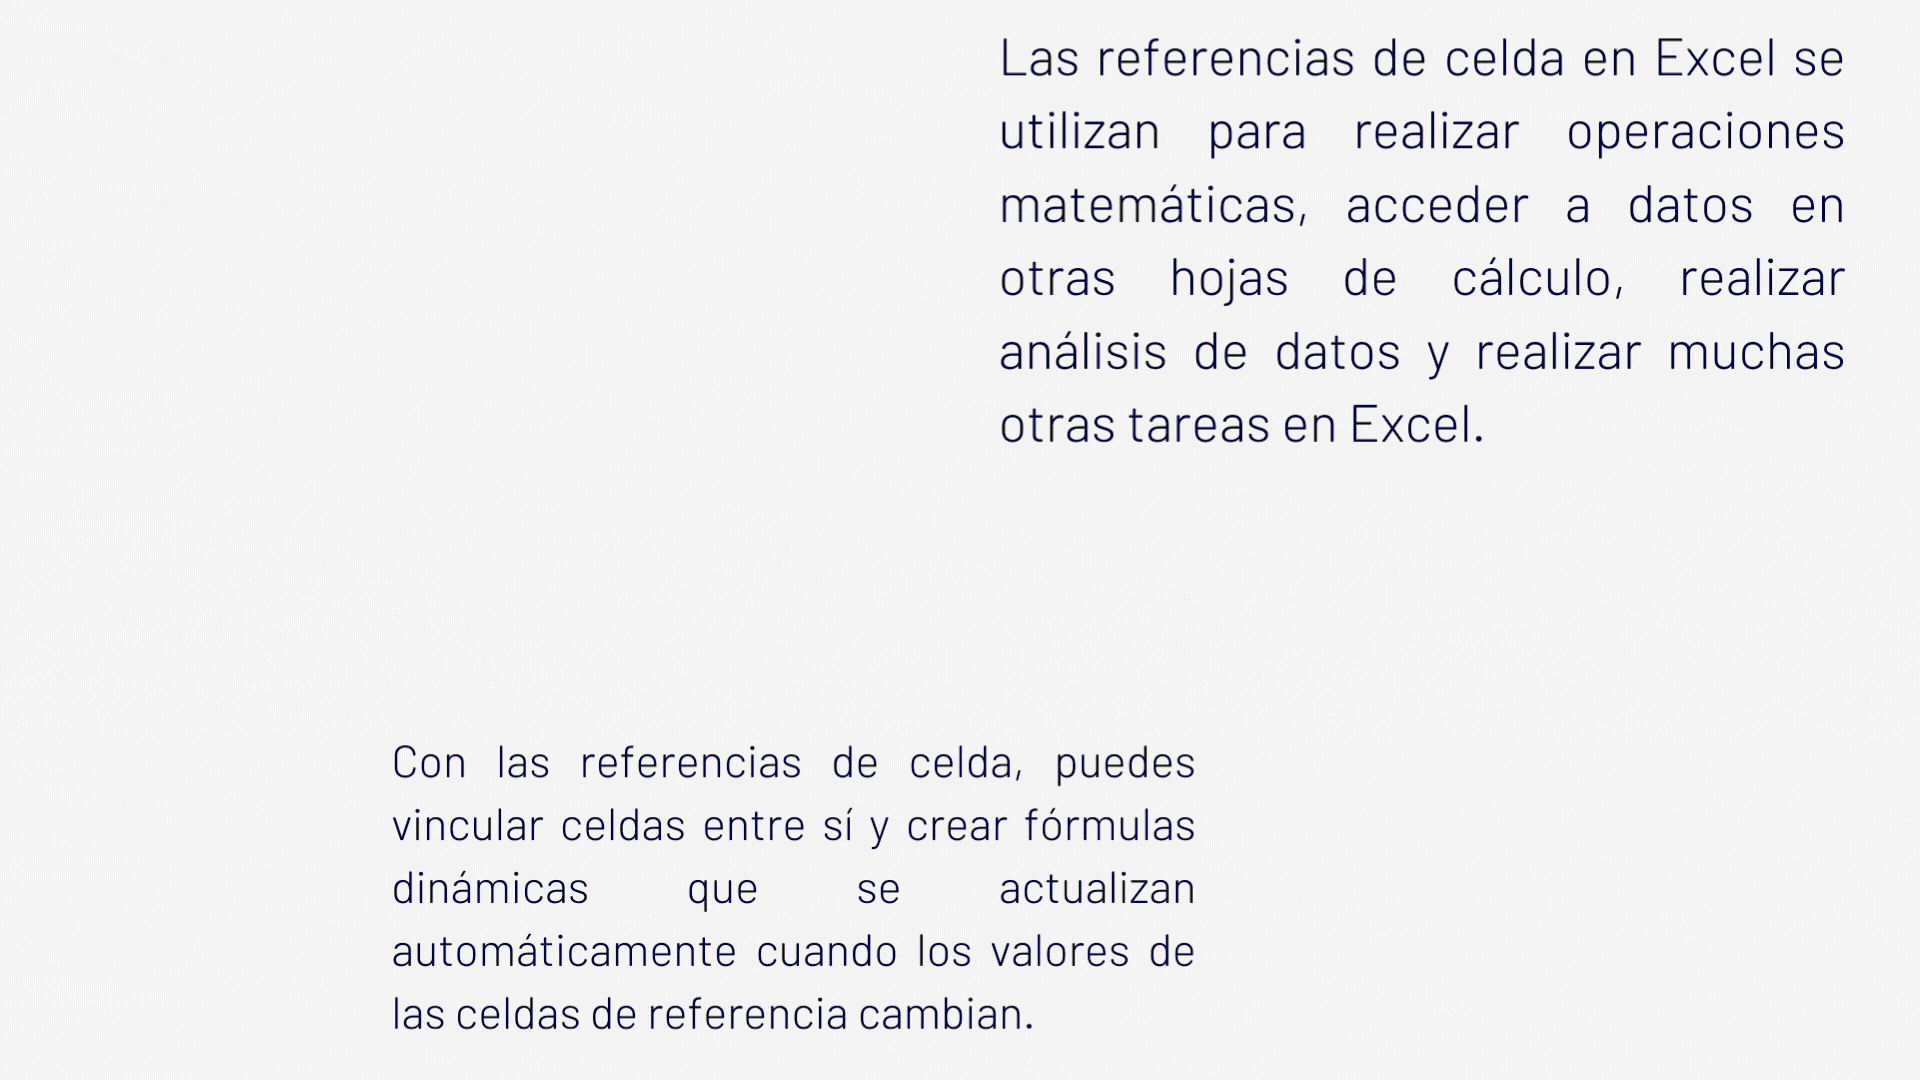 Las referencias de celda en Excel se
utilizan para realizar operaciones
matemáticas, acceder a datos en
otras hojas de cálculo, realizar
análisis de datos y realizar muchas
otras tareas en Excel.
Con las referencias de celda, puedes
vincular celdas entre sí y crear fórmulas
dinámicas que se actualizan
automáticamente cuando los valores de
las celdas de referencia cambian.